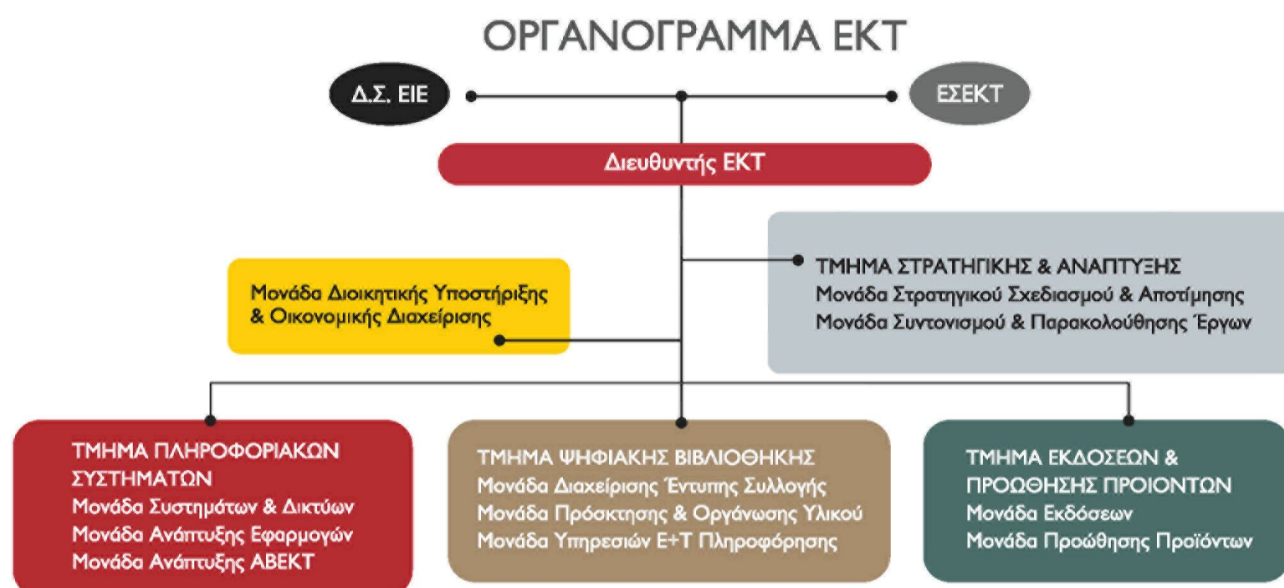 ΟΡΓΑΝΟΓΡΑΜΜΑ ΕΚΤ
Δ.Σ. ΕΙΕ
ΕΣΕΚΤ
Διευθυντής ΕΚΤ
ΤΜΗΜΑ ΣΤΡΑΤΗΓΙΚΗΣ & ΑΝΑΠΤΥΞΗΣ
Μονάδα Στρατηγικού Σχεδιασμού & Αποτίμησης
Μονάδα Συντονισμού & Παρακολούθησης Έργων
Μονάδα Διοικητικής Υποστήριξης
& Οικονομικής Διαχείρισης
ΤΜΗΜΑ ΠΛΗΡΟΦΟΡΙΑΚΩΝ
ΣΥΣΤΗΜΑΤΩΝ
Μονάδα Συστημάτων & Δικτύων
Μονάδα Ανάπτυξης Εφαρμογών
Μονάδα Ανάπτυξης ΑΒΕΚΤ
ΤΜΗΜΑ ΨΗΦΙΑΚΗΣ ΒΙΒΛΙΟΘΗΚΗΣ
Μονάδα Διαχείρισης Έντυπης Συλλογής
Μονάδα Πρόσκτησης & Οργάνωσης Υλικού
Μονάδα Υπηρεσιών Ε+Τ Πληροφόρησης
ΤΜΗΜΑ ΕΚΔΟΣΕΩΝ &
ΠΡΟΩΘΗΣΗΣ ΠΡΟΙΟΝΤΩΝ
Μονάδα Εκδόσεων
Μονάδα Προώθησης Προϊόντων